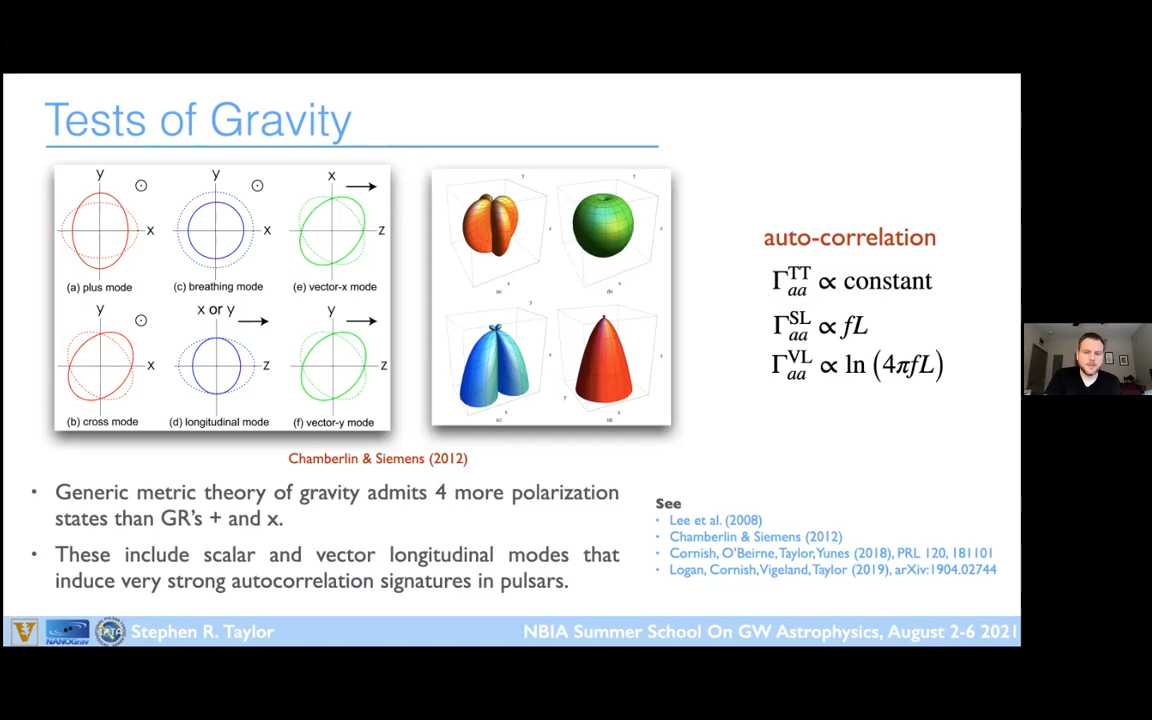 Tests of Gravity
y y x
x x z
(a) plus mode (c) breathing mode (e) vector-x mode
y x or y y
x z z
(b) cross mode (d) longitudinal mode (f) vector-y mode
Chamberlin & Siemens (2012)
auto-correlation
Γ^TT_aa ∝ constant
Γ^SL_aa ∝ fL
Γ^VL_aa ∝ ln (4πfL)
• Generic metric theory of gravity admits 4 more polarization
states than GR's + and x.
• These include scalar and vector longitudinal modes that
induce very strong autocorrelation signatures in pulsars.
See
• Lee et al. (2008)
• Chamberlin & Siemens (2012)
• Cornish, O'Beirne, Taylor, Yunes (2018), PRL 120, 181101
• Logan, Cornish, Vigeland, Taylor (2019), arXiv:1904.02744
V NANOGrav IPTA Stephen R. Taylor NBIA Summer School On GW Astrophysics, August 2-6 2021